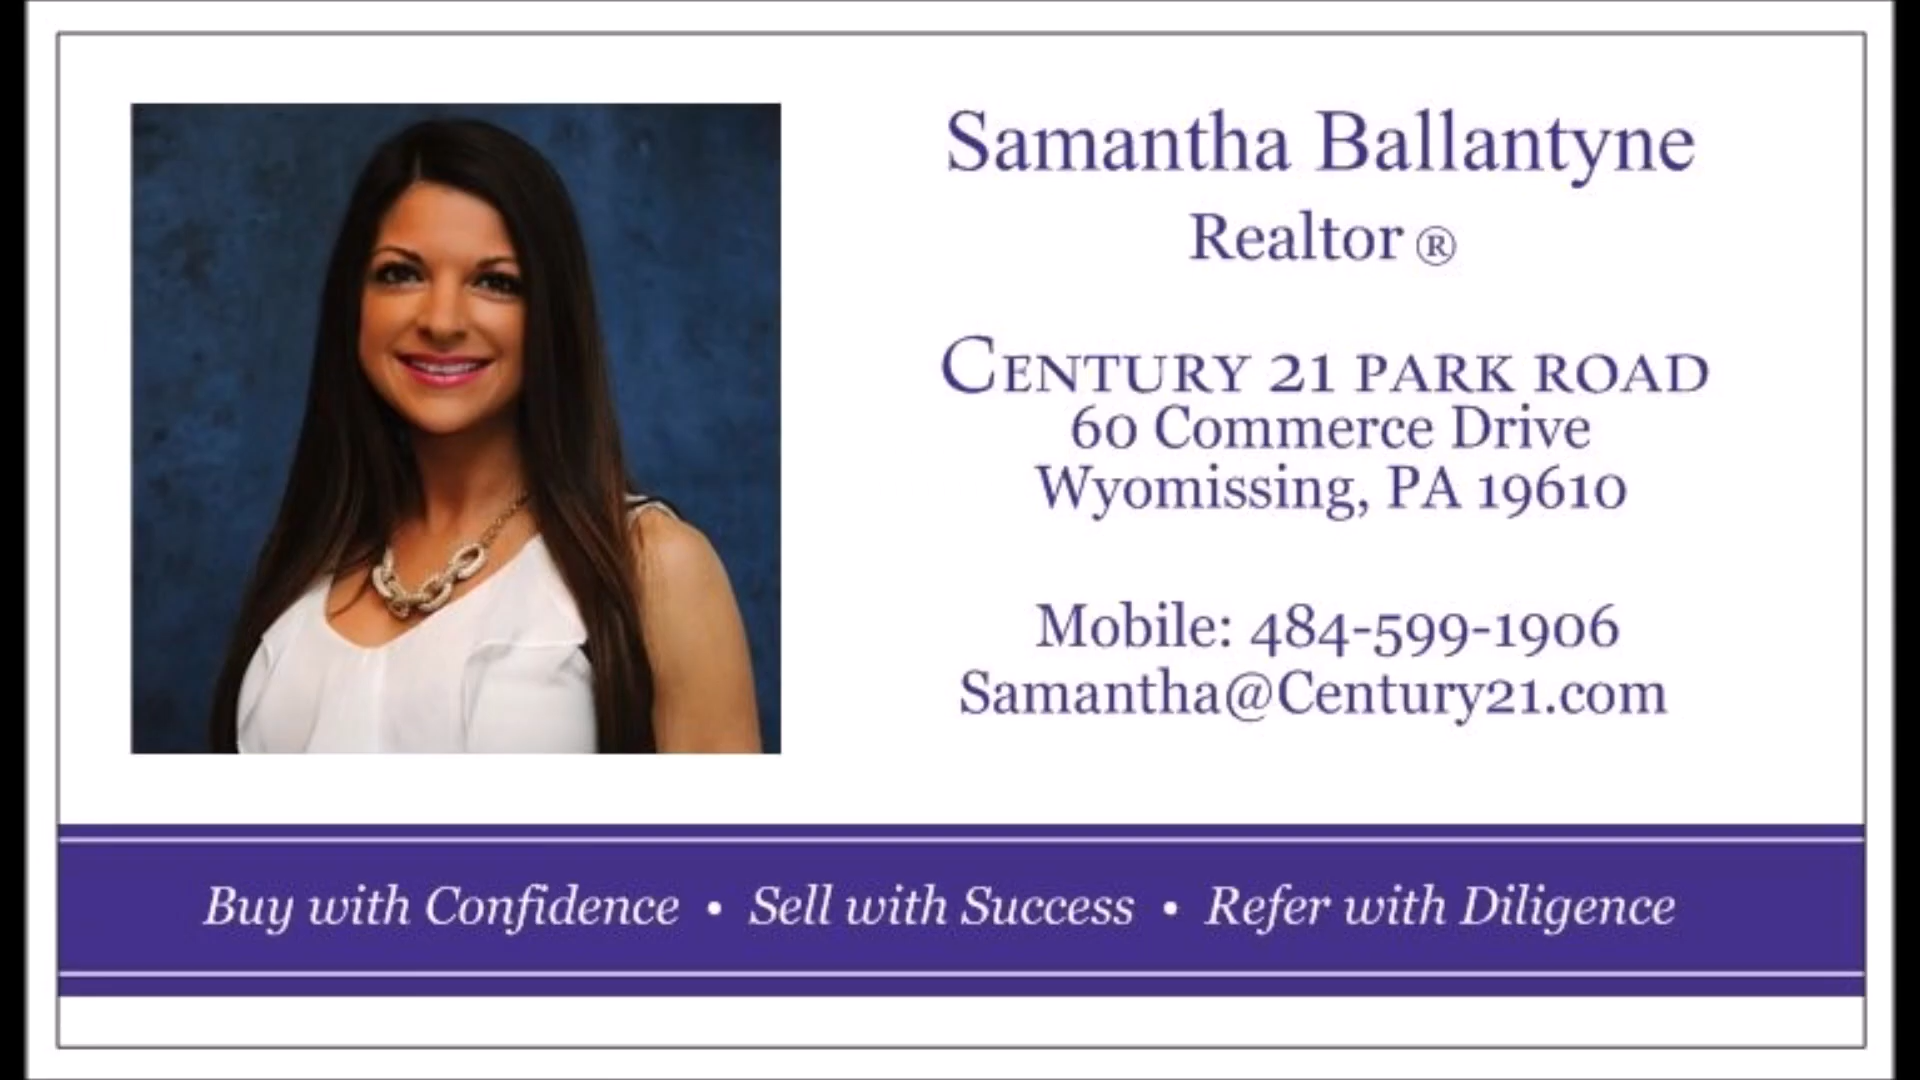 Samantha Ballantyne
Realtor ®
CENTURY 21 PARK ROAD
60 Commerce Drive
Wyomissing, PA 19610
Mobile: 484-599-1906
Samantha@Century21.com
Buy with Confidence • Sell with Success • Refer with Diligence